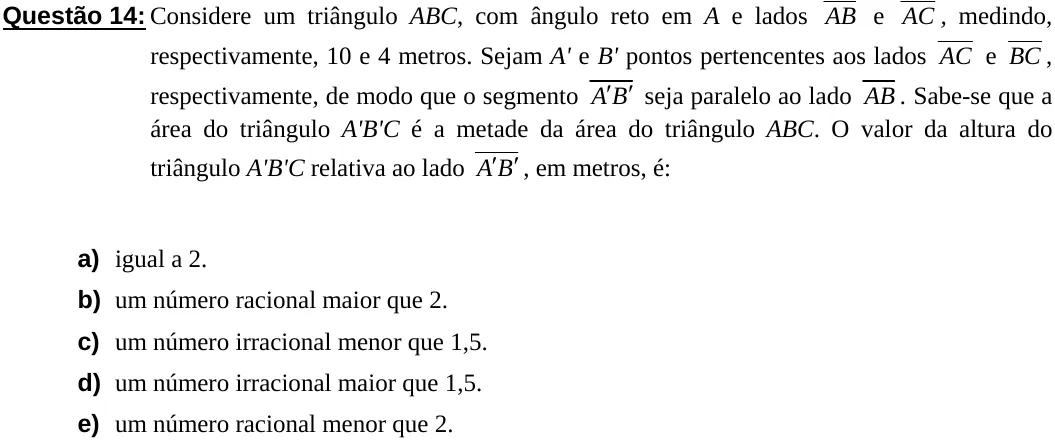 Questão 14: Considere um triângulo ABC, com ângulo reto em A e lados AB e AC, medindo,
respectivamente, 10 e 4 metros. Sejam A' e B' pontos pertencentes aos lados AC e BC,
respectivamente, de modo que o segmento A'B' seja paralelo ao lado AB. Sabe-se que a
área do triângulo A'B'C é a metade da área do triângulo ABC. O valor da altura do
triângulo A'B'C relativa ao lado A'B', em metros, é:
a) igual a 2.
b) um número racional maior que 2.
c) um número irracional menor que 1,5.
d) um número irracional maior que 1,5.
e) um número racional menor que 2.